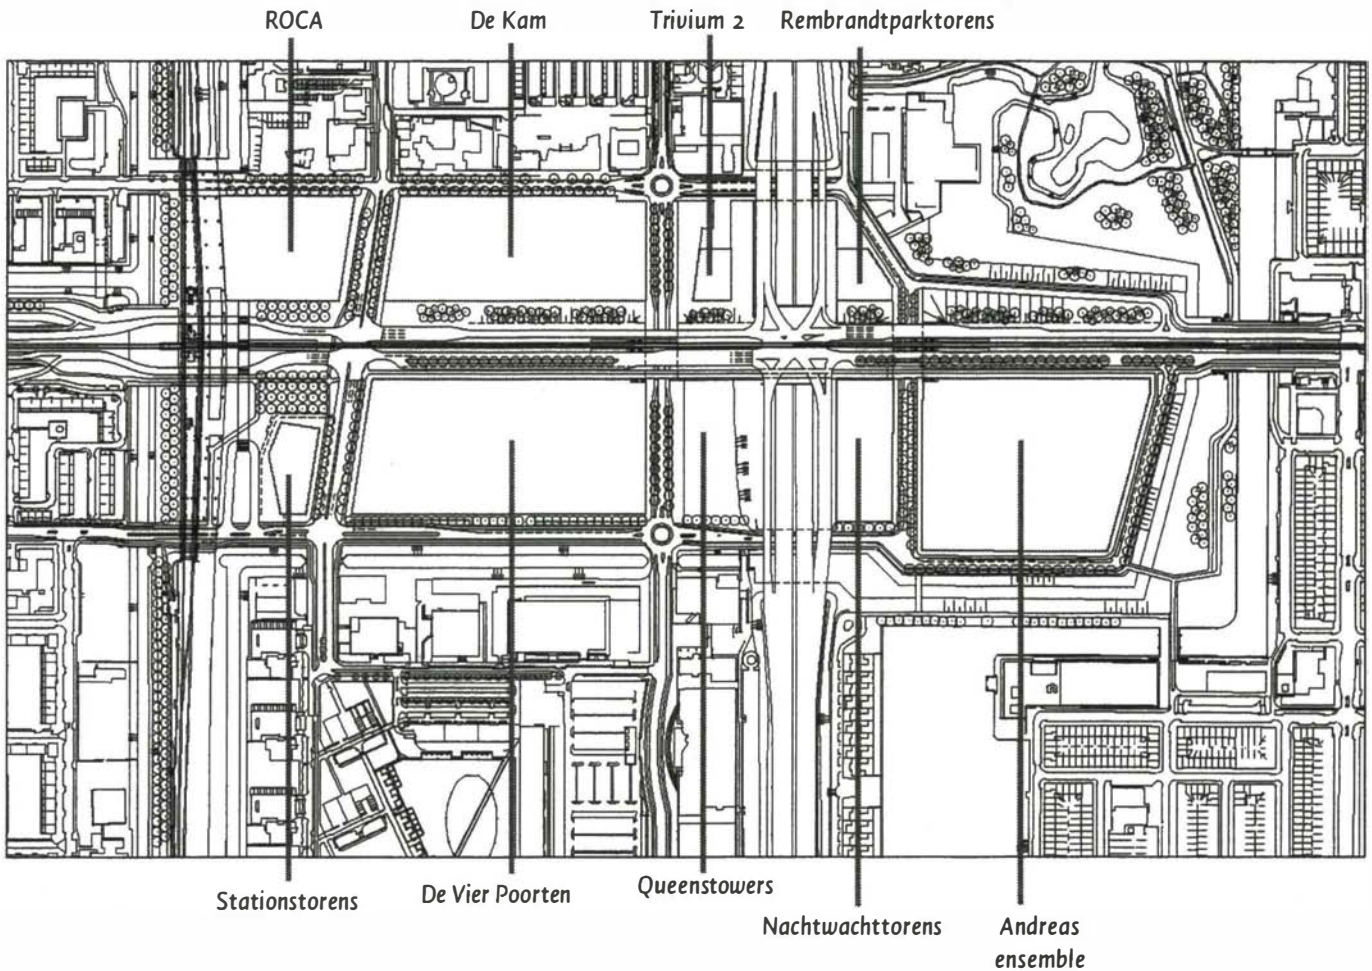 ROCA
De Kam
Trivium 2
Rembrandtparktorens
Stationstorens
De Vier Poorten
Queenstowers
Nachtwachttorens
Andreas
ensemble